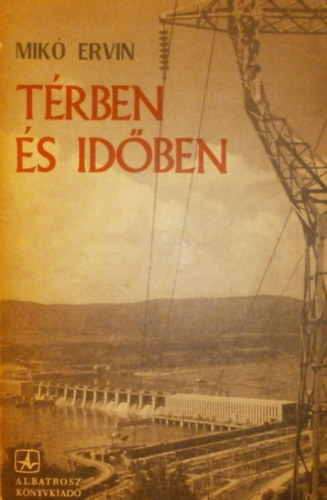 MIKÓ ERVIN
TÉRBEN
ÉS IDŐBEN
ALBATROSZ
KÖNYVKIADÓ